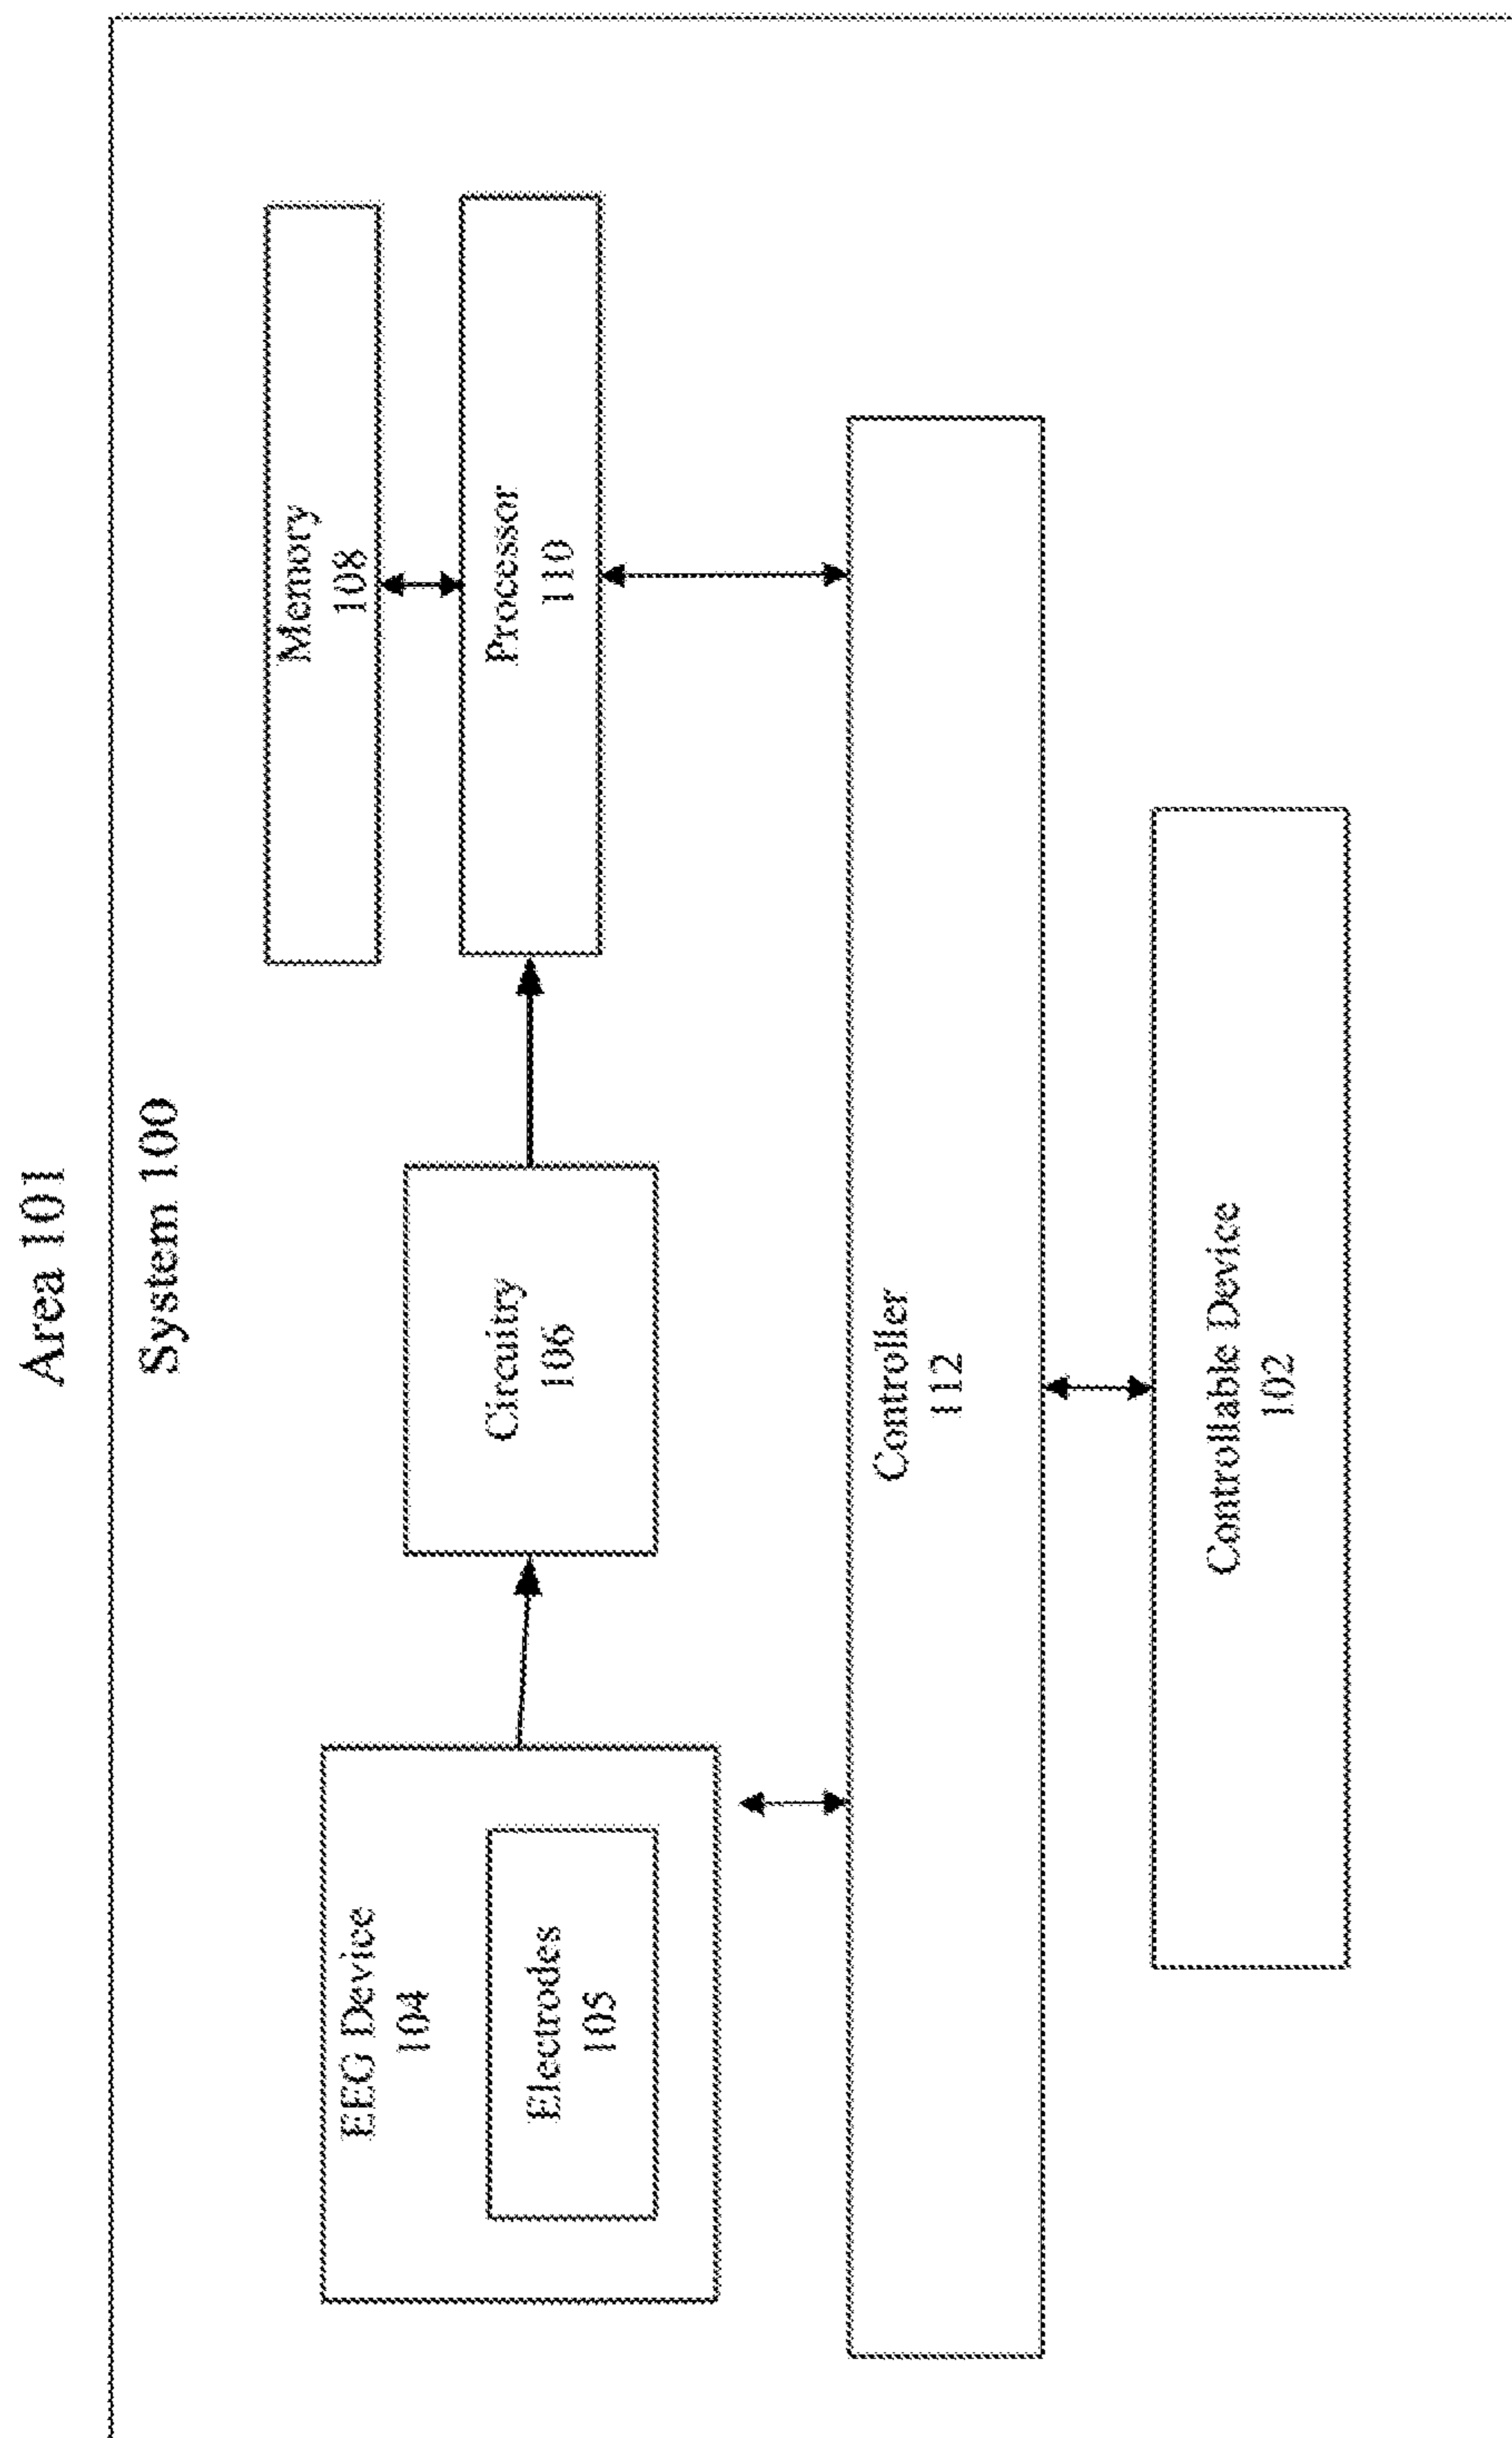 Area 101
System 100
EEG Device
104
Electrodes
105
Circuitry
106
Memory
108
Processor
110
Controller
112
Controllable Device
102